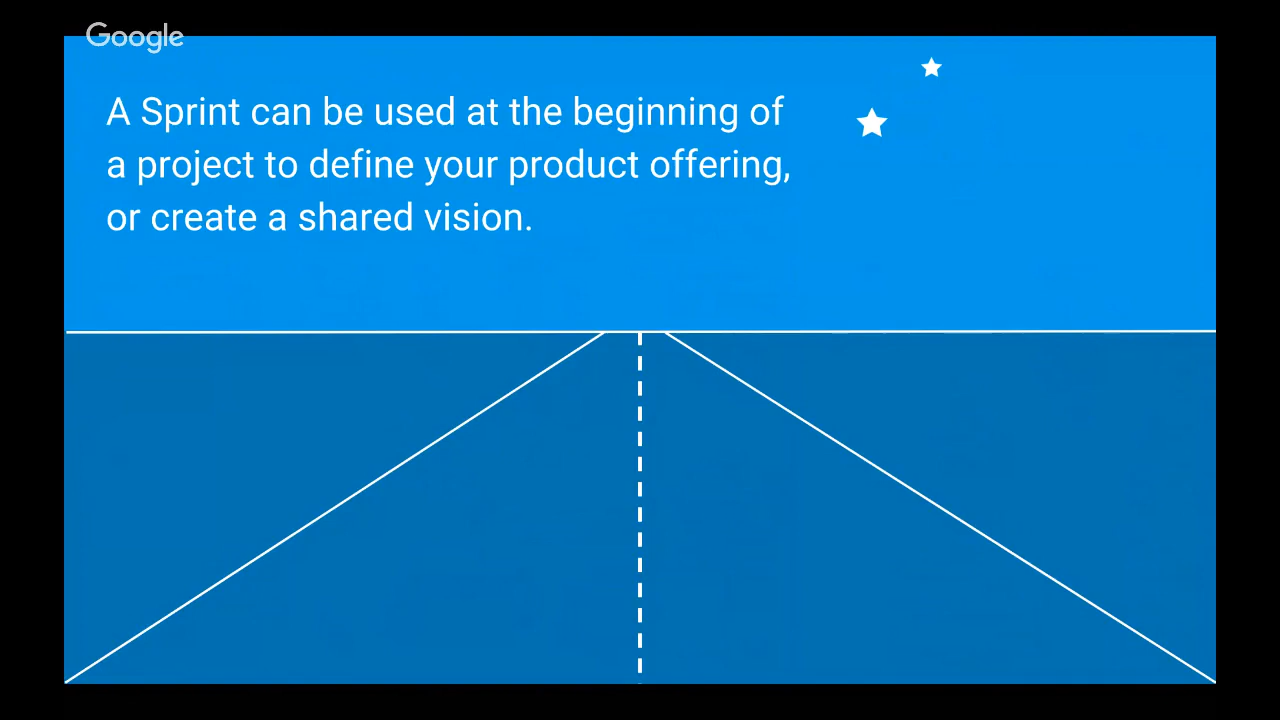 Google
A Sprint can be used at the beginning of
a project to define your product offering,
or create a shared vision.